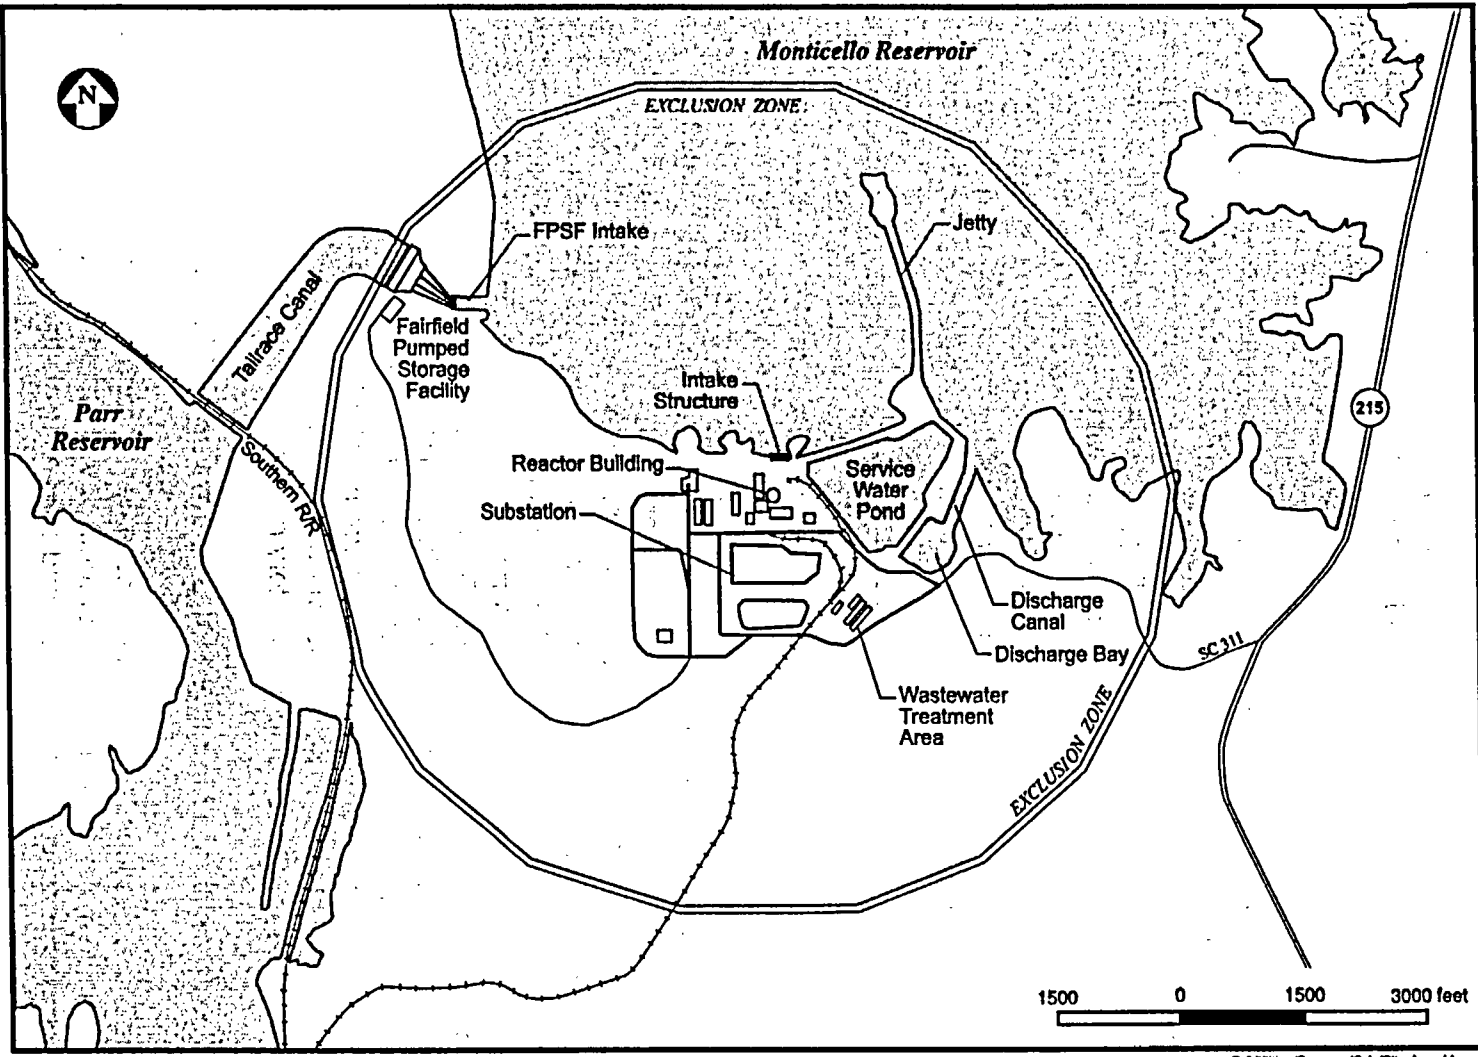 Monticello Reservoir
N
EXCLUSION ZONE
FPSF Intake
Jetty
Tailrace Canal
Fairfield
Pumped
Storage
Facility
Intake
Structure
215
Parr
Reservoir
Southern R/R
Reactor Building
Service
Water
Pond
Substation
Discharge
Canal
Discharge Bay
SC 311
Wastewater
Treatment
Area
EXCLUSION ZONE
1500 0 1500 3000 feet